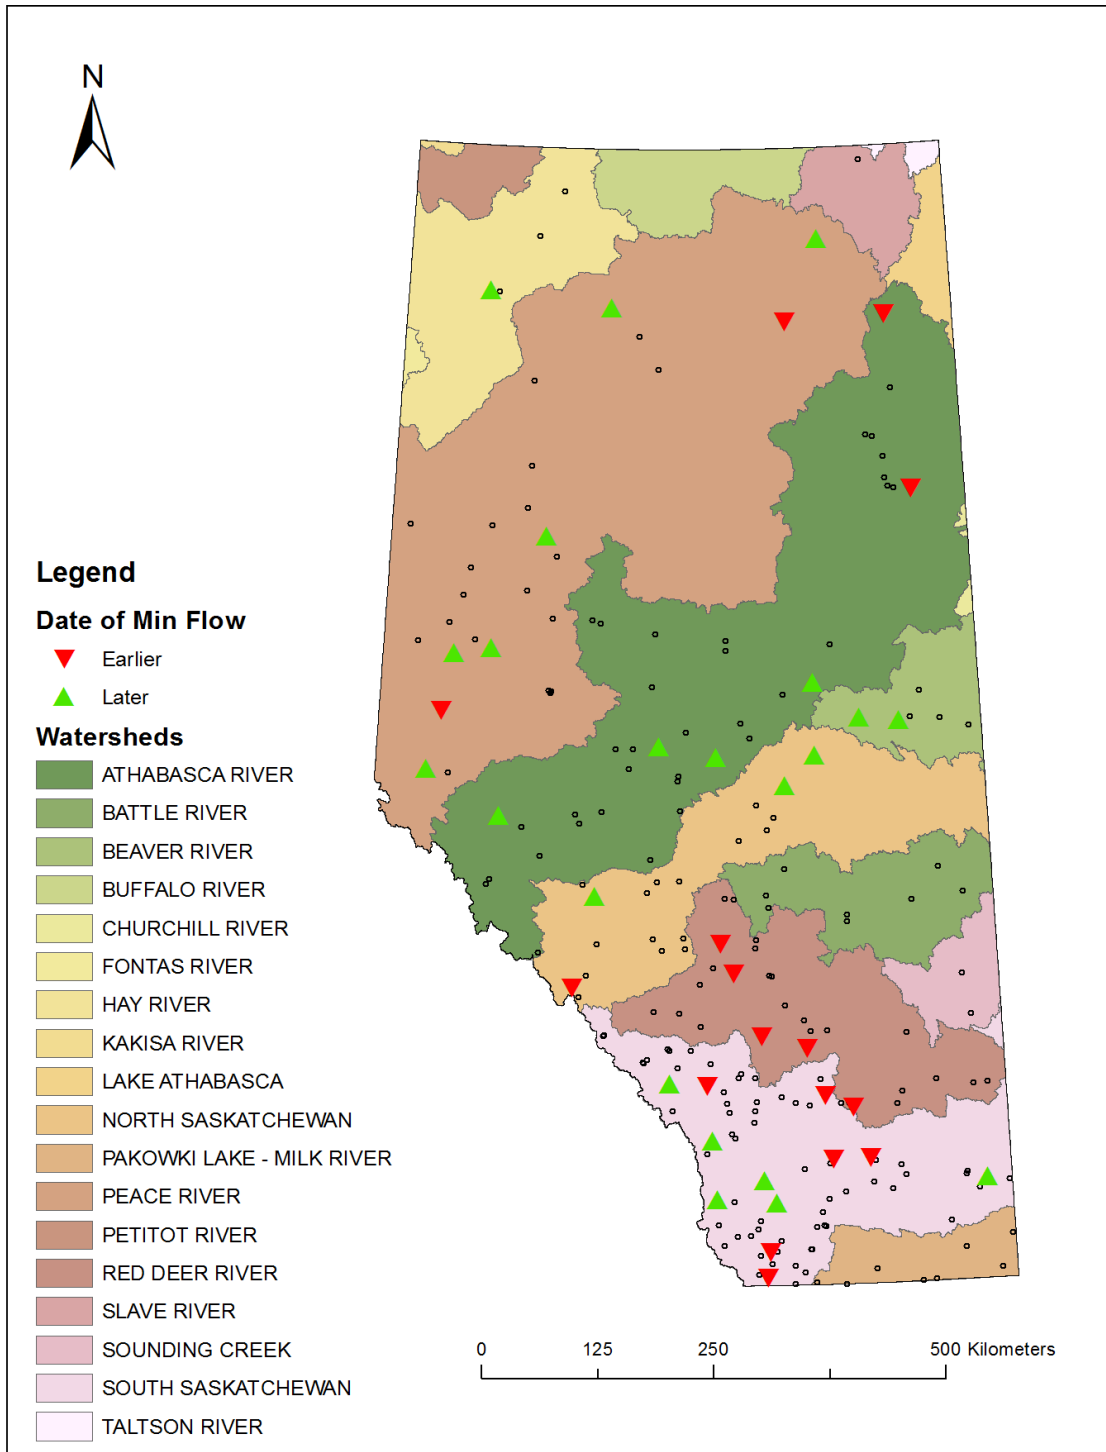 N
Legend
Date of Min Flow
Earlier
Later
Watersheds
ATHABASCA RIVER
BATTLE RIVER
BEAVER RIVER
BUFFALO RIVER
CHURCHILL RIVER
FONTAS RIVER
HAY RIVER
KAKISA RIVER
LAKE ATHABASCA
NORTH SASKATCHEWAN
PAKOWKI LAKE - MILK RIVER
PEACE RIVER
PETITOT RIVER
RED DEER RIVER
SLAVE RIVER
SOUNDING CREEK
SOUTH SASKATCHEWAN
TALTSON RIVER
0 125 250 500 Kilometers